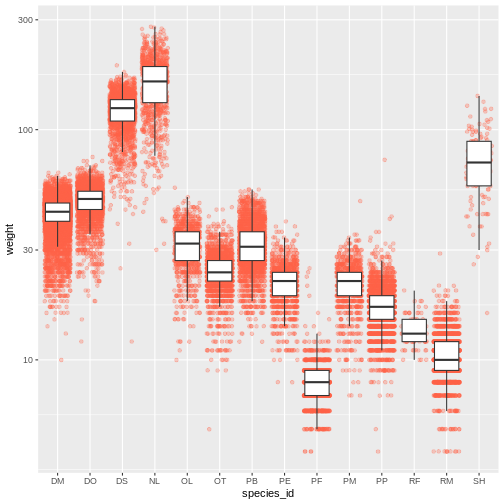 300
100
30
10
weight
DM DO DS NL OL OT PB PE PF PM PP RF RM SH
species_id